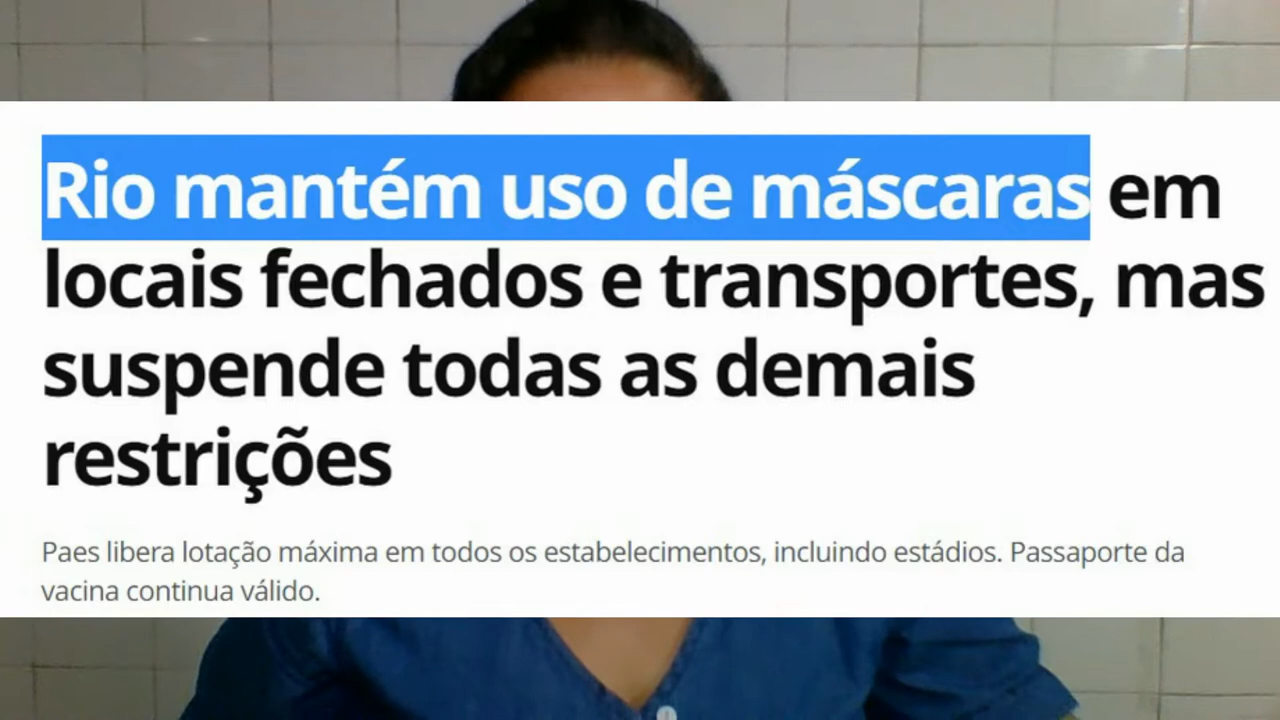 Rio mantém uso de máscaras em
locais fechados e transportes, mas
suspende todas as demais
restrições
Paes libera lotação máxima em todos os estabelecimentos, incluindo estádios. Passaporte da
vacina continua válido.